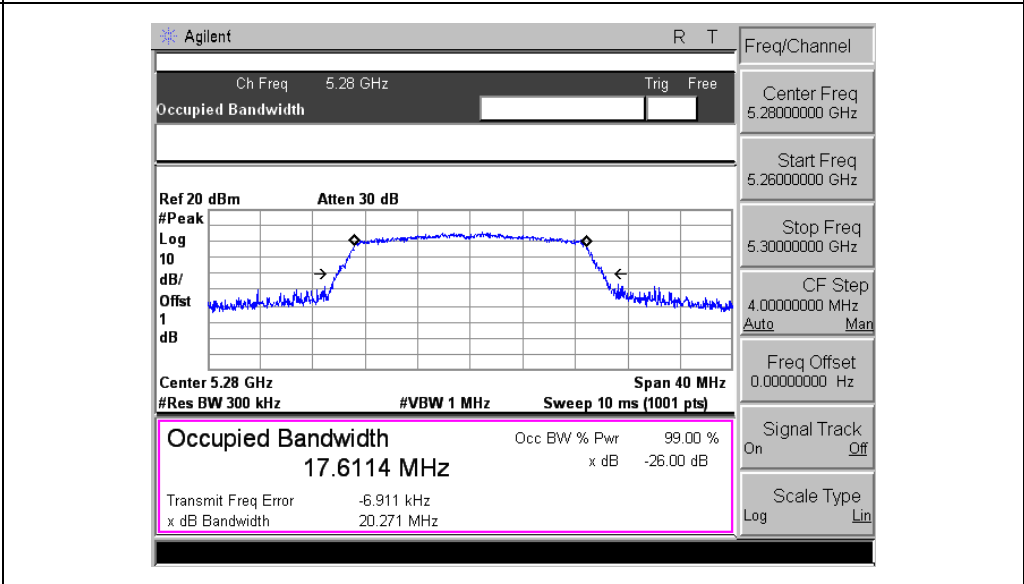 Agilent R T
Ch Freq 5.28 GHz Trig Free
Occupied Bandwidth
Ref 20 dBm Atten 30 dB
#Peak
Log
10
dB/
Offst
1
dB
Center 5.28 GHz Span 40 MHz
#Res BW 300 kHz #VBW 1 MHz Sweep 10 ms (1001 pts)
Occupied Bandwidth Occ BW % Pwr 99.00 %
17.6114 MHz x dB -26.00 dB
Transmit Freq Error -6.911 kHz
x dB Bandwidth 20.271 MHz
Freq/Channel
Center Freq
5.28000000 GHz
Start Freq
5.26000000 GHz
Stop Freq
5.30000000 GHz
CF Step
4.00000000 MHz
Auto Man
Freq Offset
0.00000000 Hz
Signal Track
On Off
Scale Type
Log Lin